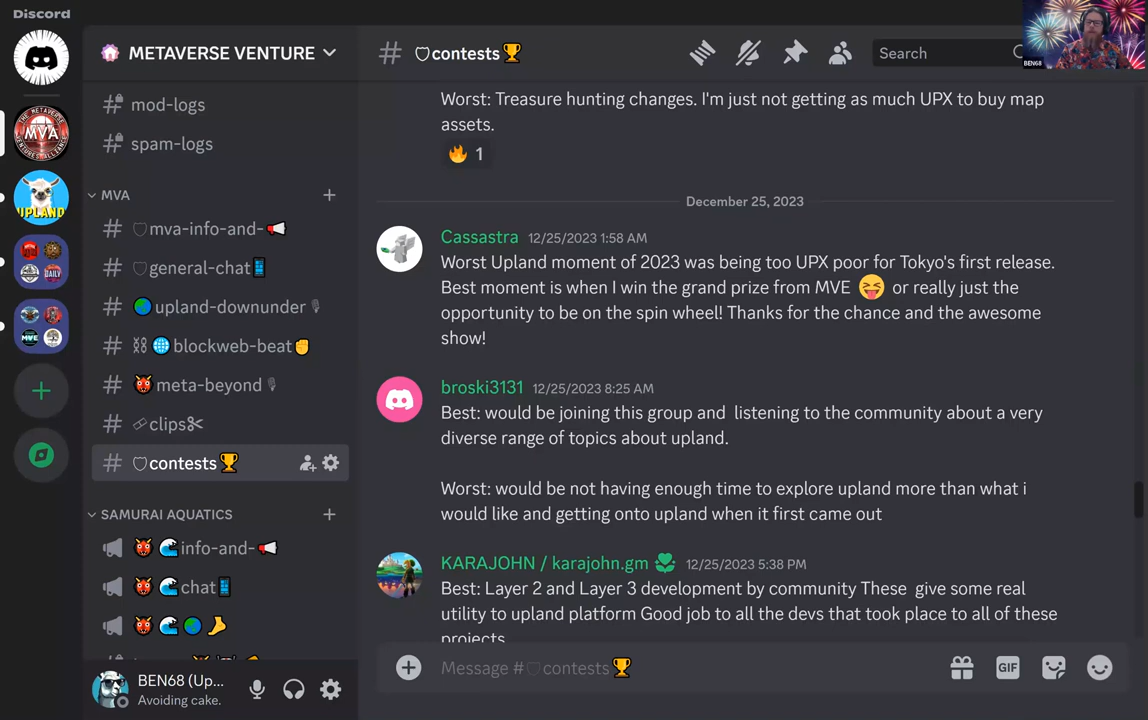 Discord
METAVERSE VENTURE
mod-logs
spam-logs
MVA
mva-info-and-
general-chat
upland-downunder
blockweb-beat
meta-beyond
clips
contests
SAMURAI AQUATICS
info-and-
chat
BEN68 (Up...
Avoiding cake.
MVA
UPLAND
DAILY
MVE
# contests
Search
BEN68
Worst: Treasure hunting changes. I'm just not getting as much UPX to buy map
assets.
1
December 25, 2023
Cassastra 12/25/2023 1:58 AM
Worst Upland moment of 2023 was being too UPX poor for Tokyo's first release.
Best moment is when I win the grand prize from MVE or really just the
opportunity to be on the spin wheel! Thanks for the chance and the awesome
show!
broski3131 12/25/2023 8:25 AM
Best: would be joining this group and listening to the community about a very
diverse range of topics about upland.
Worst: would be not having enough time to explore upland more than what i
would like and getting onto upland when it first came out
KARAJOHN / karajohn.gm 12/25/2023 5:38 PM
Best: Layer 2 and Layer 3 development by community These give some real
utility to upland platform Good job to all the devs that took place to all of these
projects
Message # contests
GIF